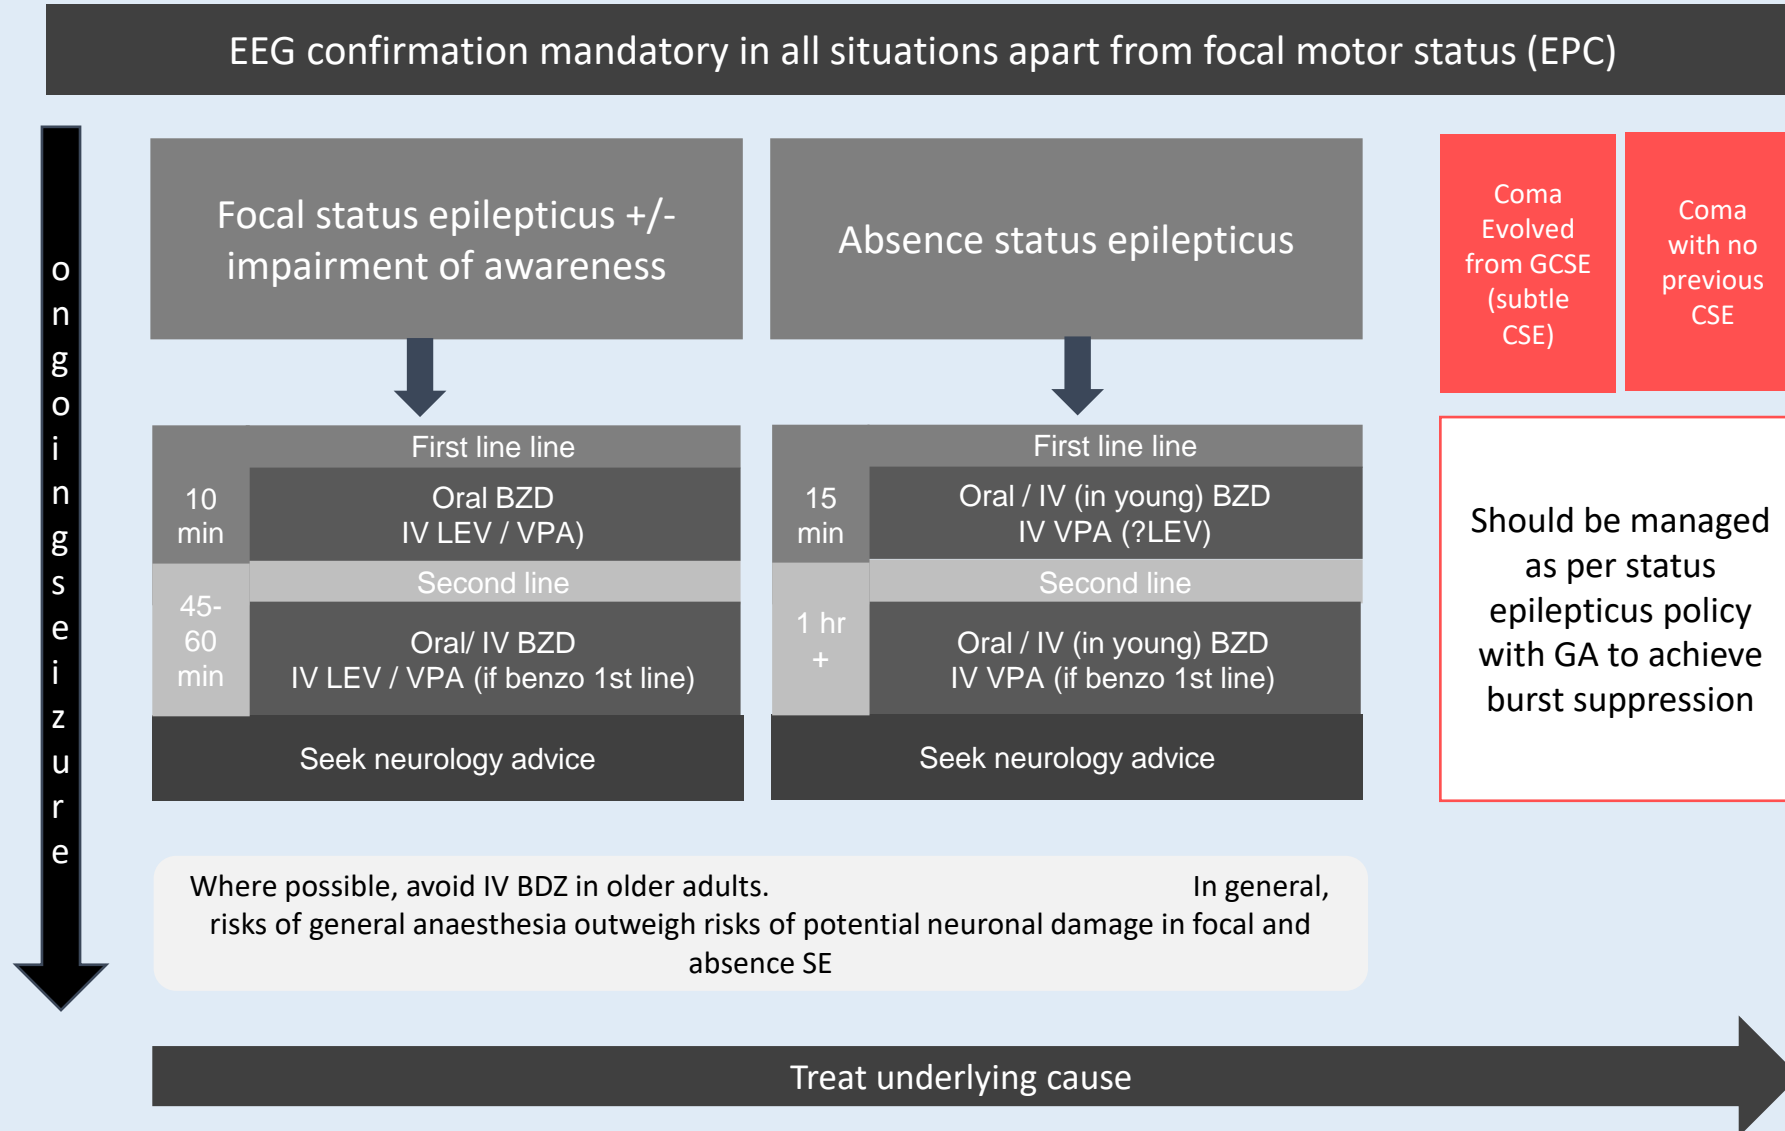 EEG confirmation mandatory in all situations apart from focal motor status (EPC)
ongoing seizure
Focal status epilepticus +/-
impairment of awareness
First line line
10
min
Oral BZD
IV LEV / VPA)
Second line
45-
60
min
Oral/ IV BZD
IV LEV / VPA (if benzo 1st line)
Seek neurology advice
Absence status epilepticus
First line line
15
min
Oral / IV (in young) BZD
IV VPA (?LEV)
Second line
1 hr
+
Oral / IV (in young) BZD
IV VPA (if benzo 1st line)
Seek neurology advice
Coma
Evolved
from GCSE
(subtle
CSE)
Coma
with no
previous
CSE
Should be managed
as per status
epilepticus policy
with GA to achieve
burst suppression
Where possible, avoid IV BDZ in older adults. In general,
risks of general anaesthesia outweigh risks of potential neuronal damage in focal and
absence SE
Treat underlying cause